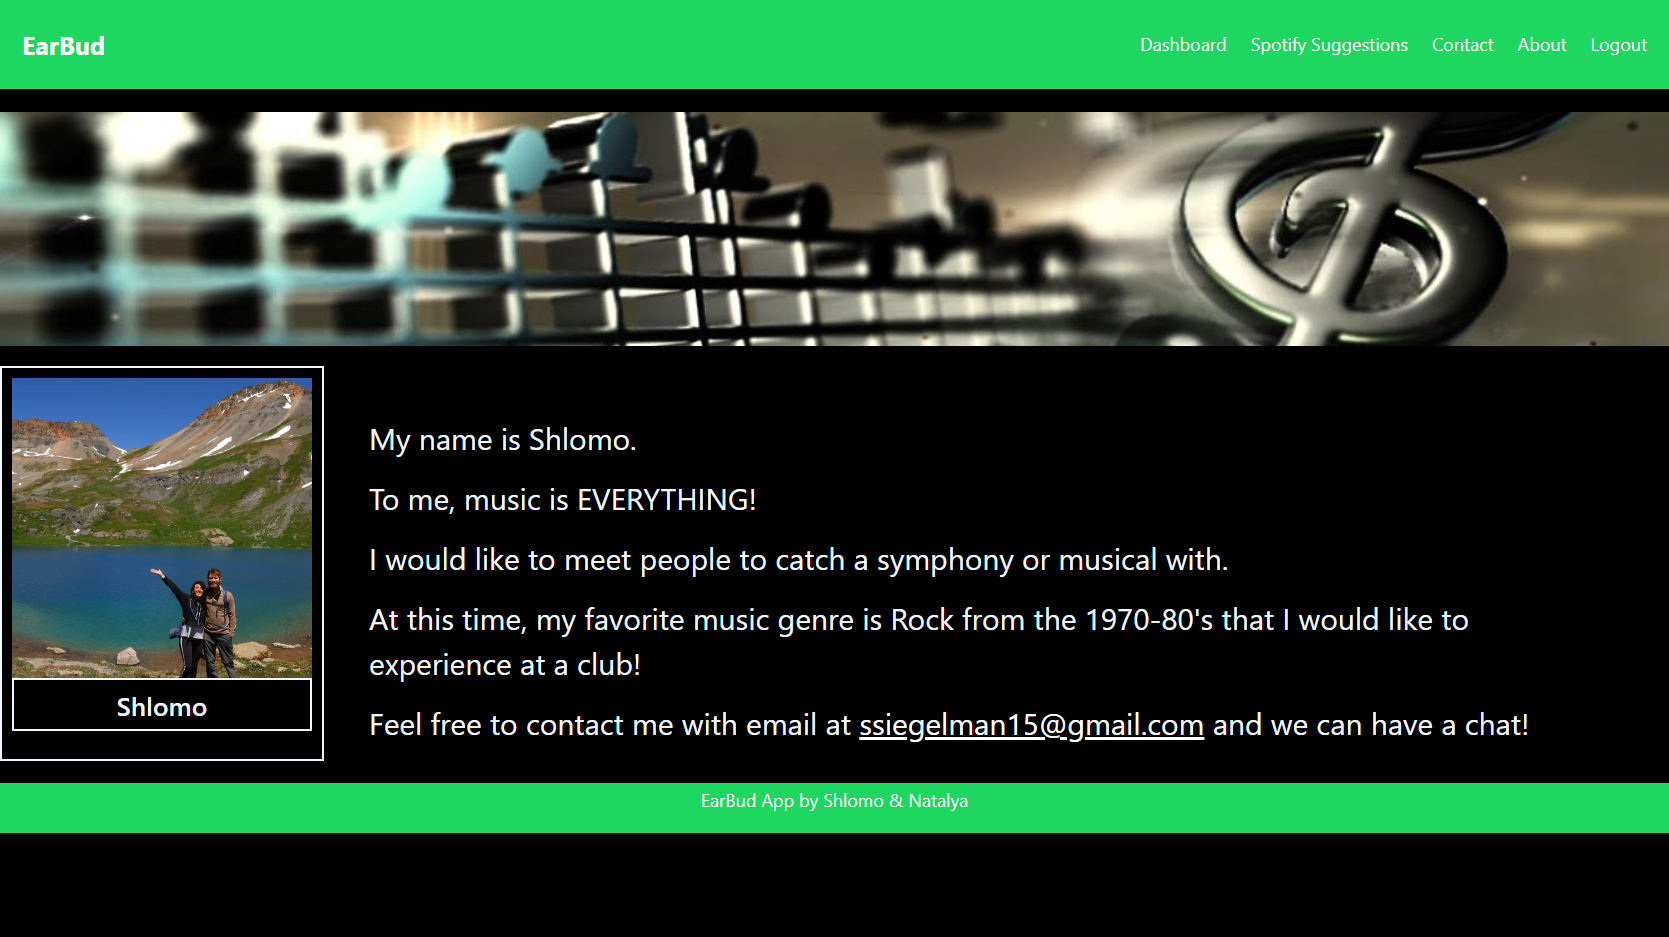 EarBud
Dashboard Spotify Suggestions Contact About Logout
My name is Shlomo.
To me, music is EVERYTHING!
I would like to meet people to catch a symphony or musical with.
At this time, my favorite music genre is Rock from the 1970-80's that I would like to
experience at a club!
Feel free to contact me with email at ssiegelman15@gmail.com and we can have a chat!
Shlomo
EarBud App by Shlomo & Natalya